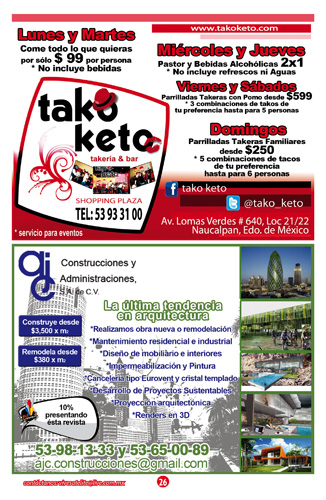 Lunes y Martes
Come todo lo que quieras
por sólo $ 99 por persona
* No incluye bebidas
www.takoketo.com
Miércoles y Jueves
Pastor y Bebidas Alcohólicas 2x1
* No incluye refrescos ni Aguas
Viernes y Sábados
Parrilladas Takeras con Pomo desde $599
* 3 combinaciones de takos de
tu preferencia hasta para 5 personas
Domingos
Parrilladas Takeras Familiares
desde $250
* 5 combinaciones de tacos
de tu preferencia
hasta para 6 personas
tako
keto
takeria & bar
SHOPPING PLAZA
TEL: 53 93 31 00
* servicio para eventos
tako keto
@tako_keto
Av. Lomas Verdes # 640, Loc 21/22
Naucalpan, Edo. de México
ajc
Construcciones y
Administraciones,
S.A. de C.V.
La última tendencia
en arquitectura
Construye desde
$3,500 x m2
Remodela desde
$380 x m2
*Realizamos obra nueva o remodelación
*Mantenimiento residencial e industrial
*Diseño de mobiliario e interiores
*Impermeabilización y Pintura
*Cancelería tipo Eurovent y cristal templado
*Desarrollo de Proyectos Sustentables
*Proyección arquitectónica
*Renders en 3D
10%
presentando
ésta revista
53-98-13-33 y 53-65-00-89
ajc.construcciones@gmail.com
26